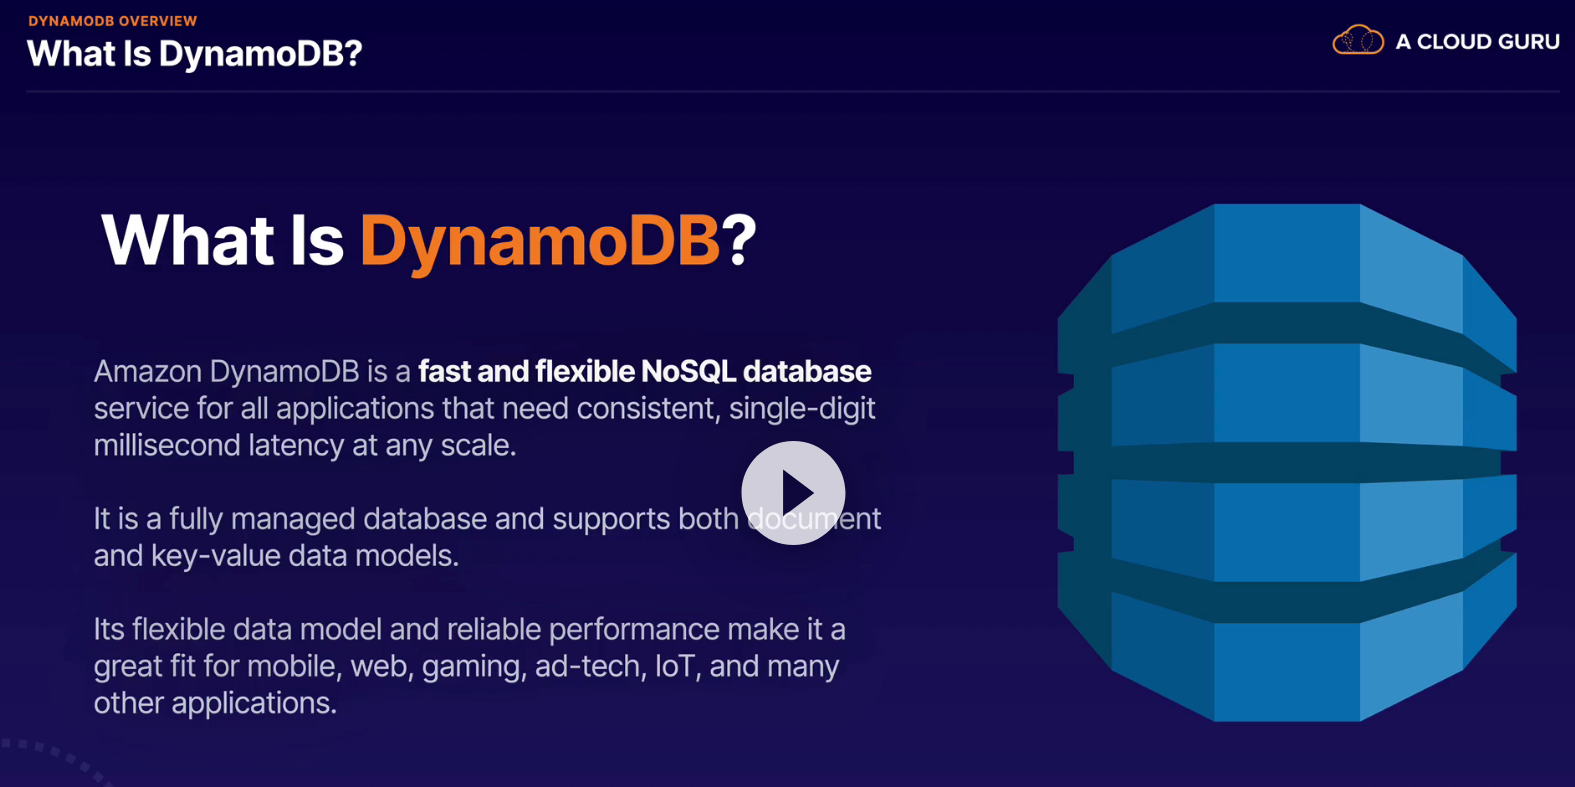 DYNAMODB OVERVIEW
What Is DynamoDB?
A CLOUD GURU
What Is DynamoDB?
Amazon DynamoDB is a fast and flexible NoSQL database
service for all applications that need consistent, single-digit
millisecond latency at any scale.
It is a fully managed database and supports both document
and key-value data models.
Its flexible data model and reliable performance make it a
great fit for mobile, web, gaming, ad-tech, IoT, and many
other applications.